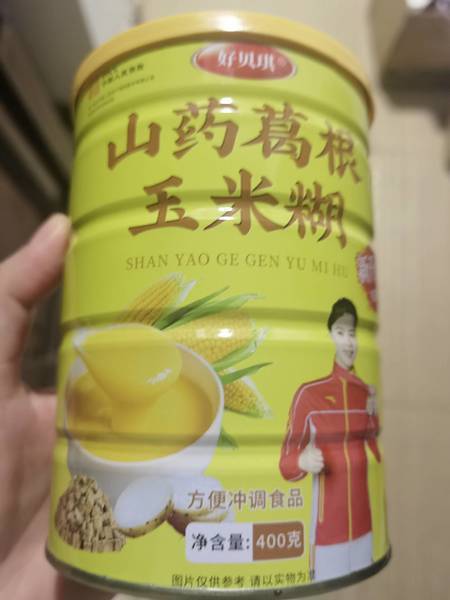 好贝琪®
山药葛根
玉米糊
SHAN YAO GE GEN YU MI HU
方便冲调食品
净含量: 400克
图片仅供参考 请以实物为准